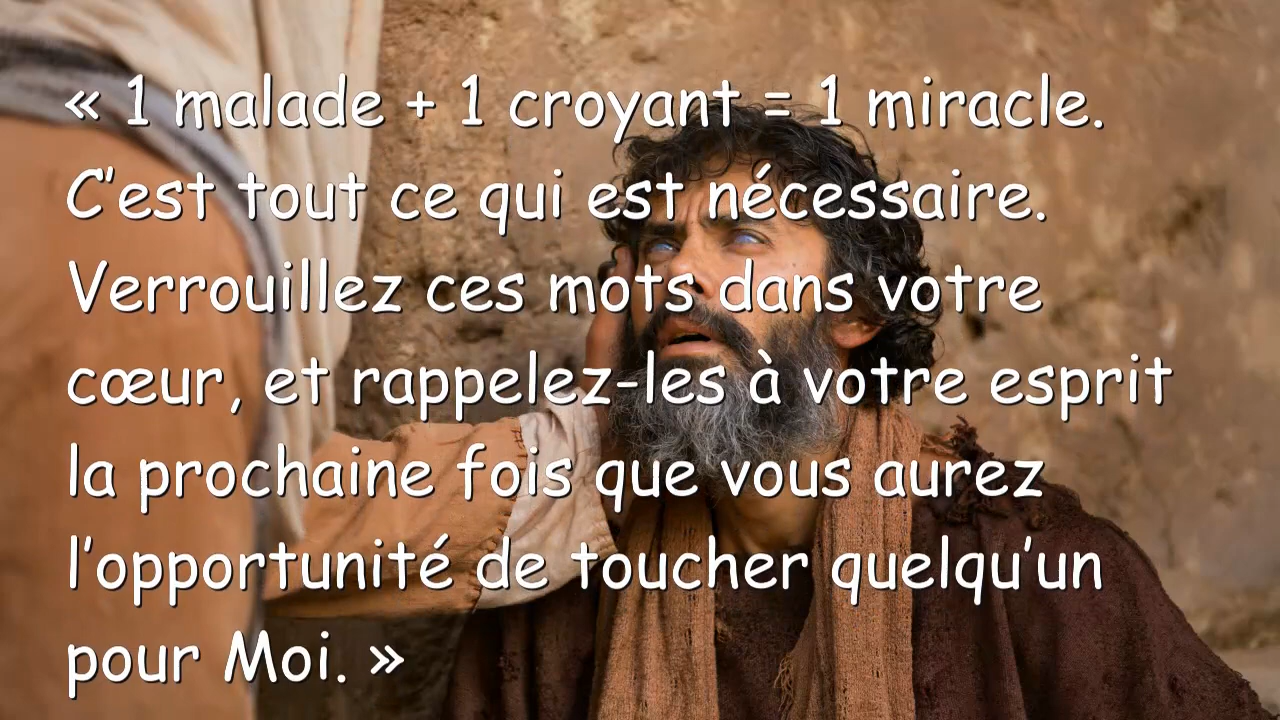 « 1 malade + 1 croyant = 1 miracle.
C’est tout ce qui est nécessaire.
Verrouillez ces mots dans votre
cœur, et rappelez-les à votre esprit
la prochaine fois que vous aurez
l’opportunité de toucher quelqu’un
pour Moi. »